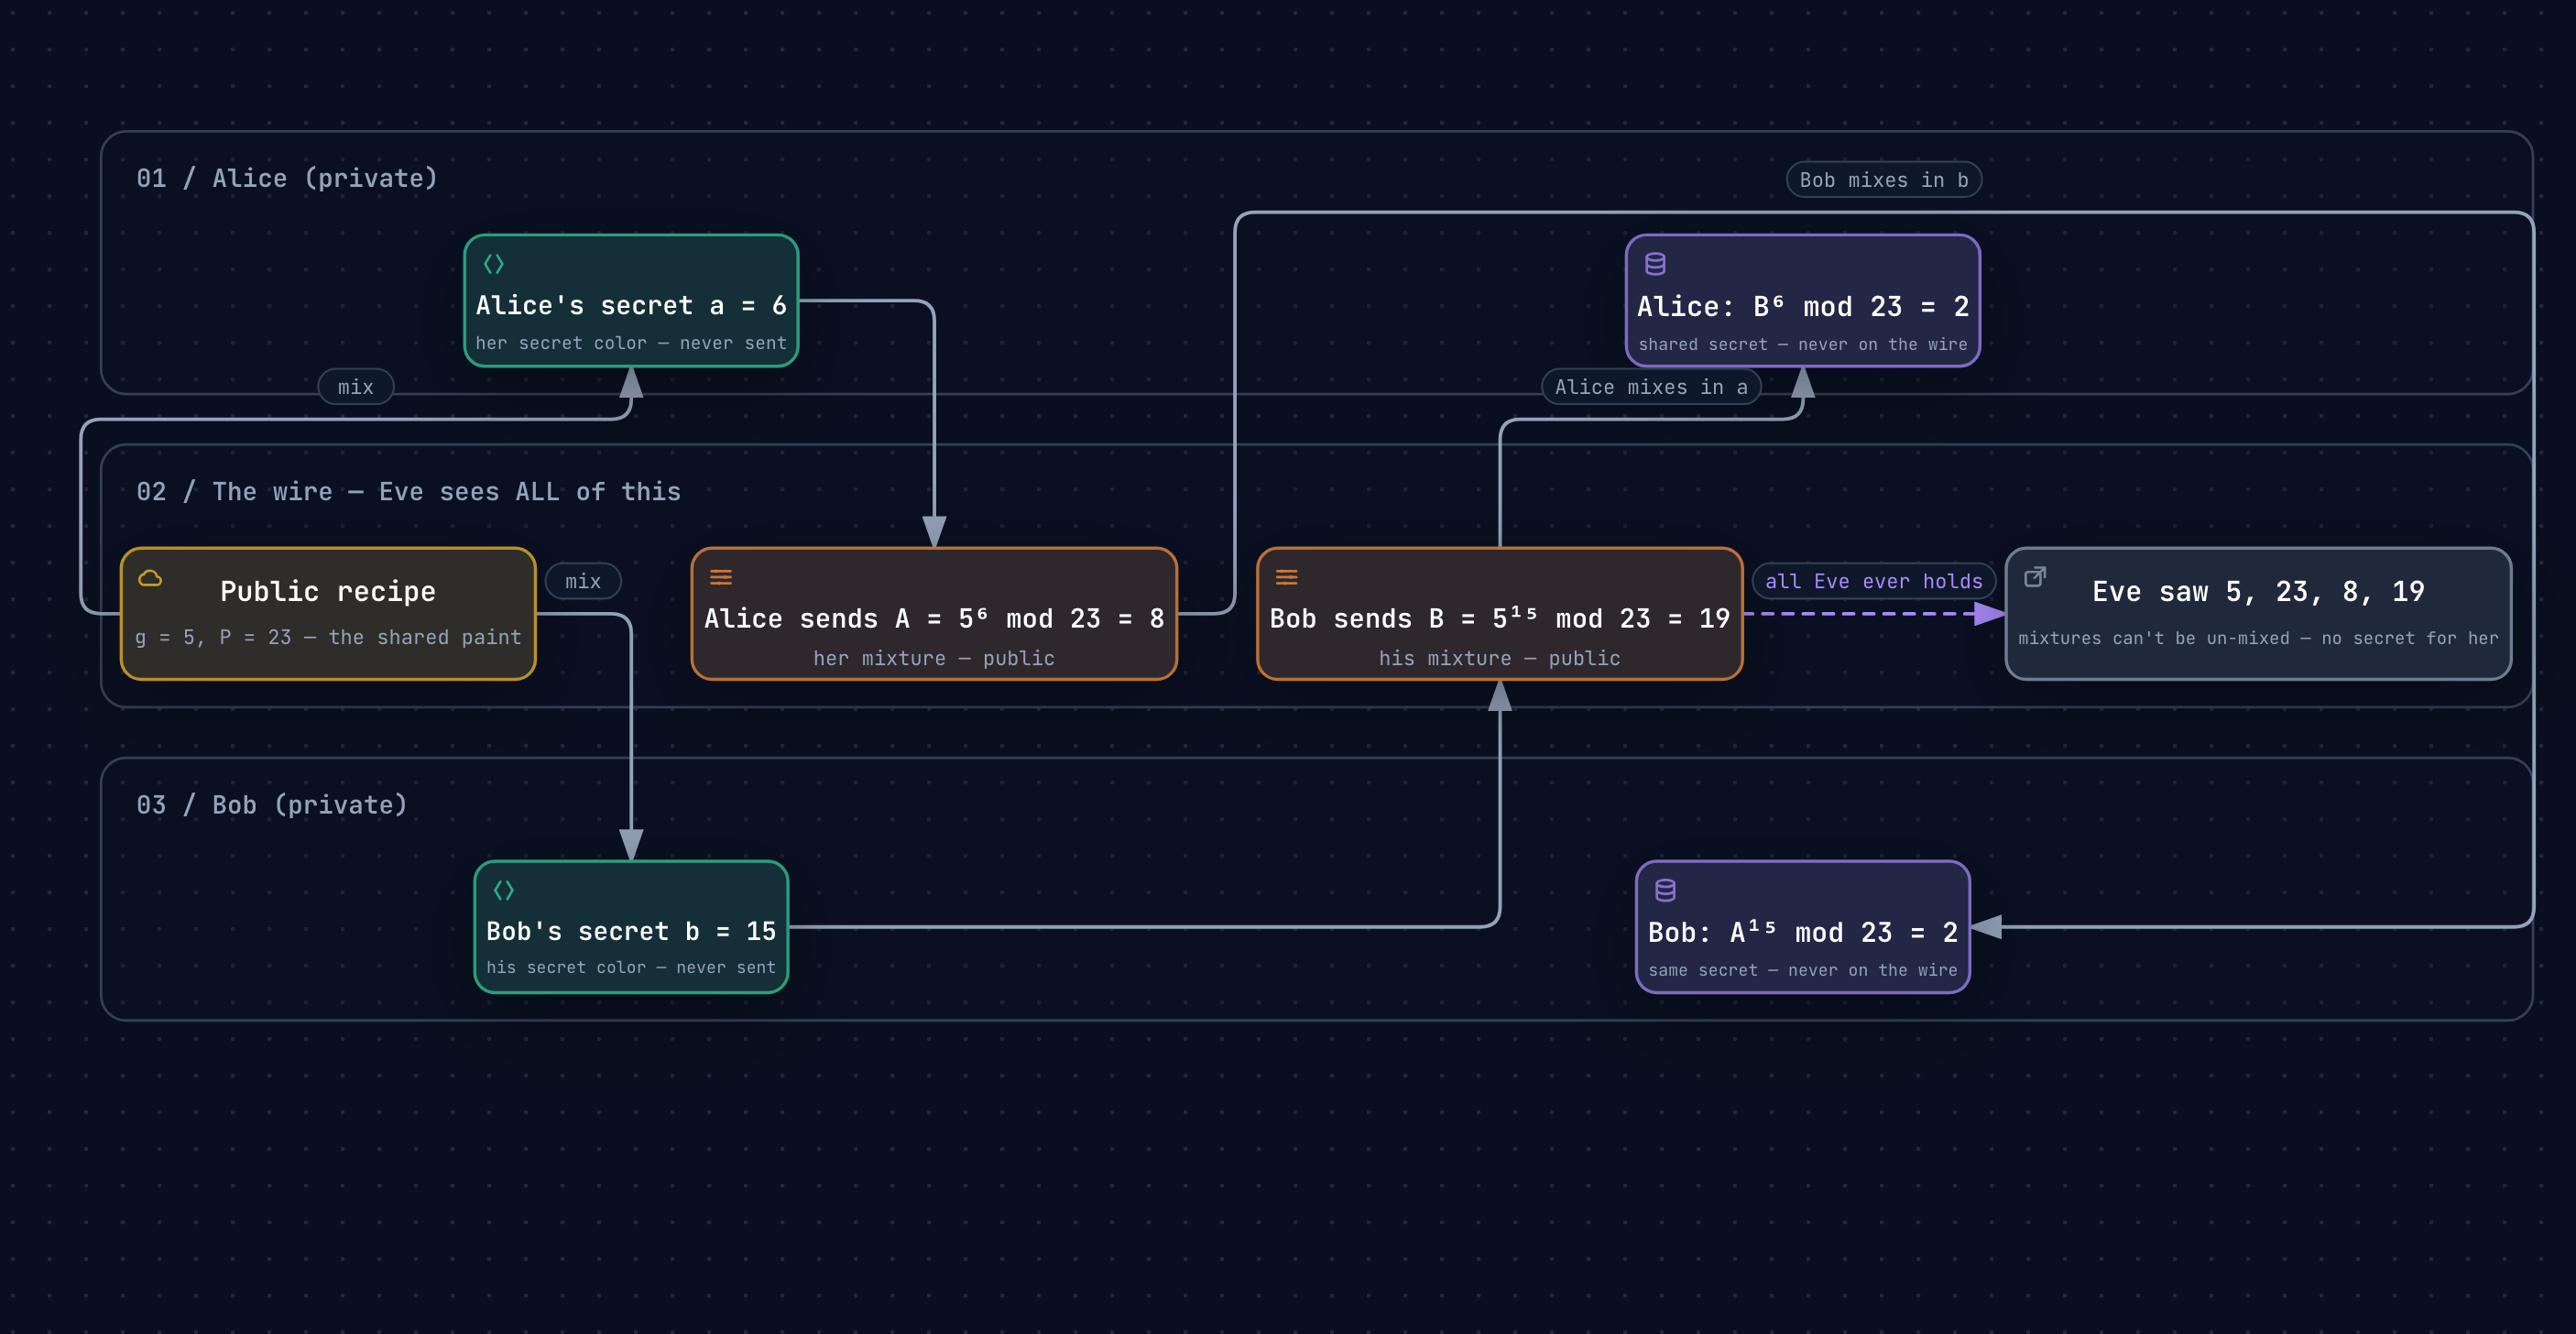 01 / Alice (private)
Bob mixes in b
Alice's secret a = 6
her secret color — never sent
Alice: B⁶ mod 23 = 2
shared secret — never on the wire
mix
Alice mixes in a
02 / The wire — Eve sees ALL of this
Public recipe
g = 5, P = 23 — the shared paint
mix
Alice sends A = 5⁶ mod 23 = 8
her mixture — public
Bob sends B = 5¹⁵ mod 23 = 19
his mixture — public
all Eve ever holds
Eve saw 5, 23, 8, 19
mixtures can't be un-mixed — no secret for her
03 / Bob (private)
Bob's secret b = 15
his secret color — never sent
Bob: A¹⁵ mod 23 = 2
same secret — never on the wire